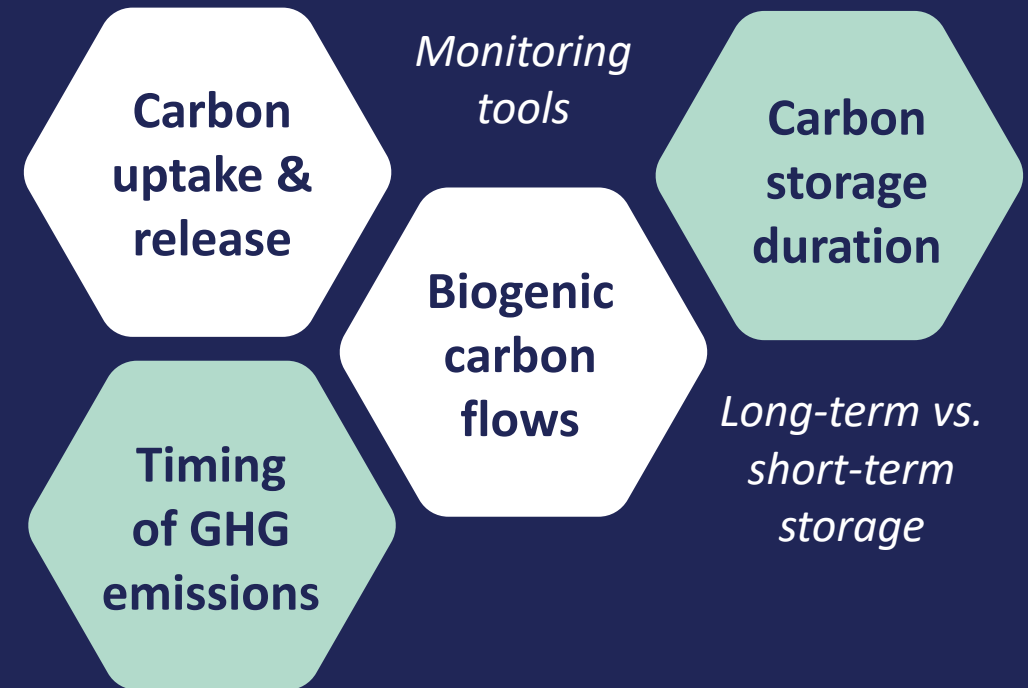 Carbon
uptake &
release
Monitoring
tools
Carbon
storage
duration
Biogenic
carbon
flows
Timing
of GHG
emissions
Long-term vs.
short-term
storage